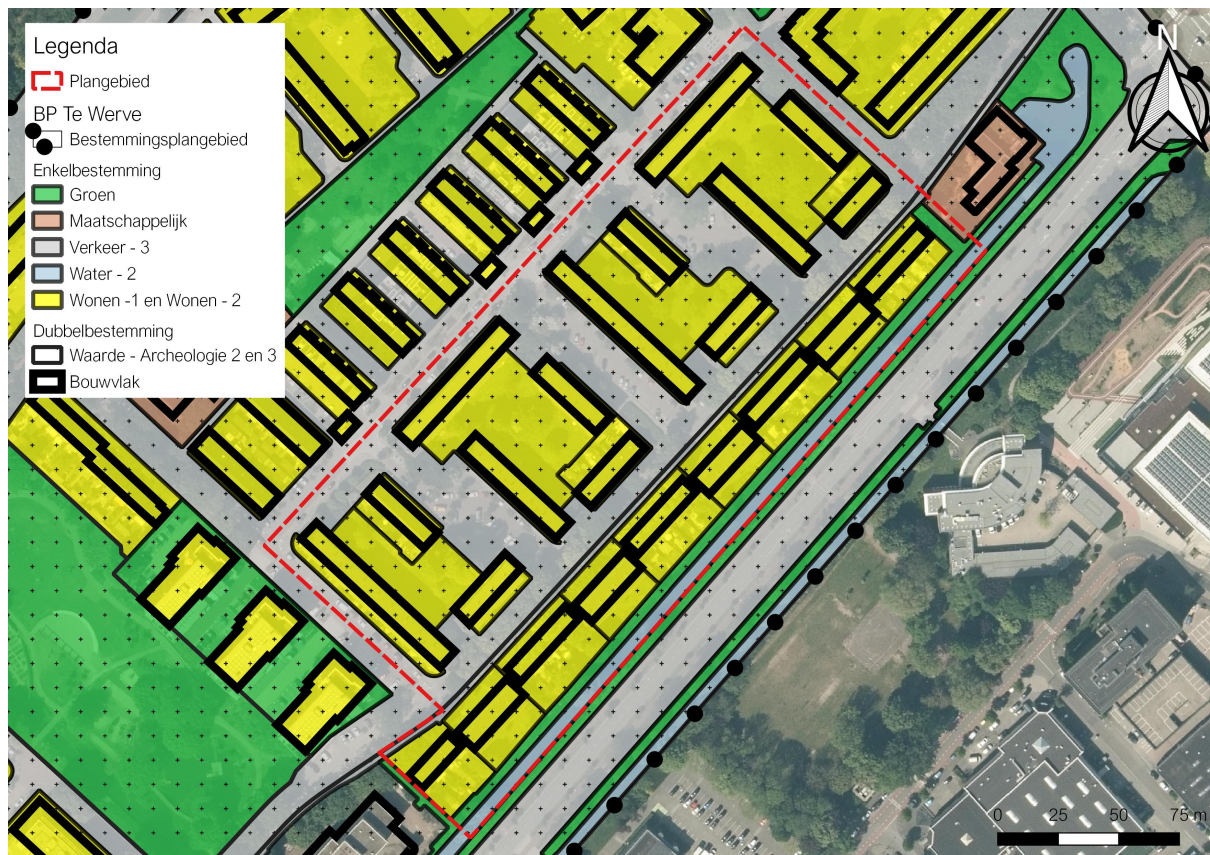 Legenda
Plangebied
BP Te Werve
Bestemmingsplangebied
Enkelbestemming
Groen
Maatschappelijk
Verkeer - 3
Water - 2
Wonen -1 en Wonen - 2
Dubbelbestemming
Waarde - Archeologie 2 en 3
Bouwvlak
N
0 25 50 75 m